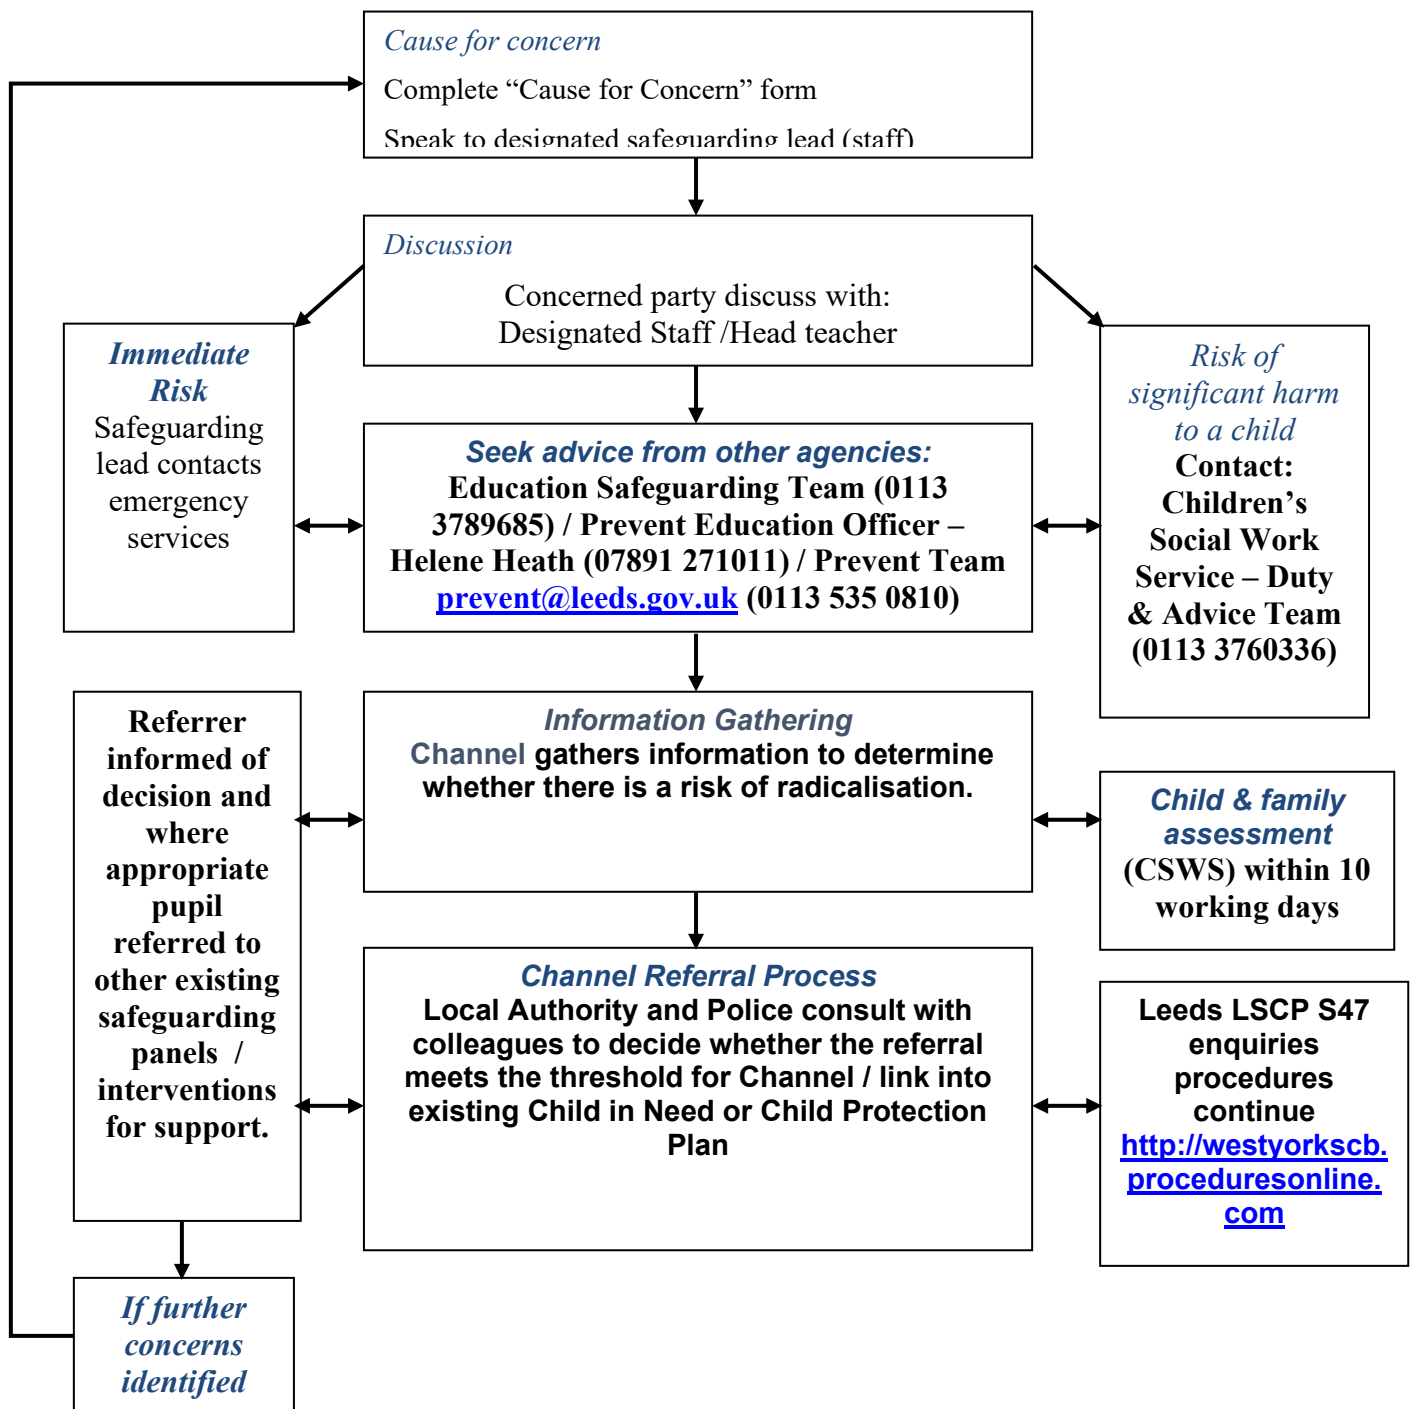 Cause for concern
Complete “Cause for Concern” form
Speak to designated safeguarding lead (staff)
Discussion
Concerned party discuss with:
Designated Staff /Head teacher
Immediate
Risk
Safeguarding
lead contacts
emergency
services
Seek advice from other agencies:
Education Safeguarding Team (0113
3789685) / Prevent Education Officer –
Helene Heath (07891 271011) / Prevent Team
prevent@leeds.gov.uk (0113 535 0810)
Risk of
significant harm
to a child
Contact:
Children’s
Social Work
Service – Duty
& Advice Team
(0113 3760336)
Referrer
informed of
decision and
where
appropriate
pupil
referred to
other existing
safeguarding
panels /
interventions
for support.
Information Gathering
Channel gathers information to determine
whether there is a risk of radicalisation.
Child & family
assessment
(CSWS) within 10
working days
Channel Referral Process
Local Authority and Police consult with
colleagues to decide whether the referral
meets the threshold for Channel / link into
existing Child in Need or Child Protection
Plan
Leeds LSCP S47
enquiries
procedures
continue
http://westyorkscb.
proceduresonline.
com
If further
concerns
identified